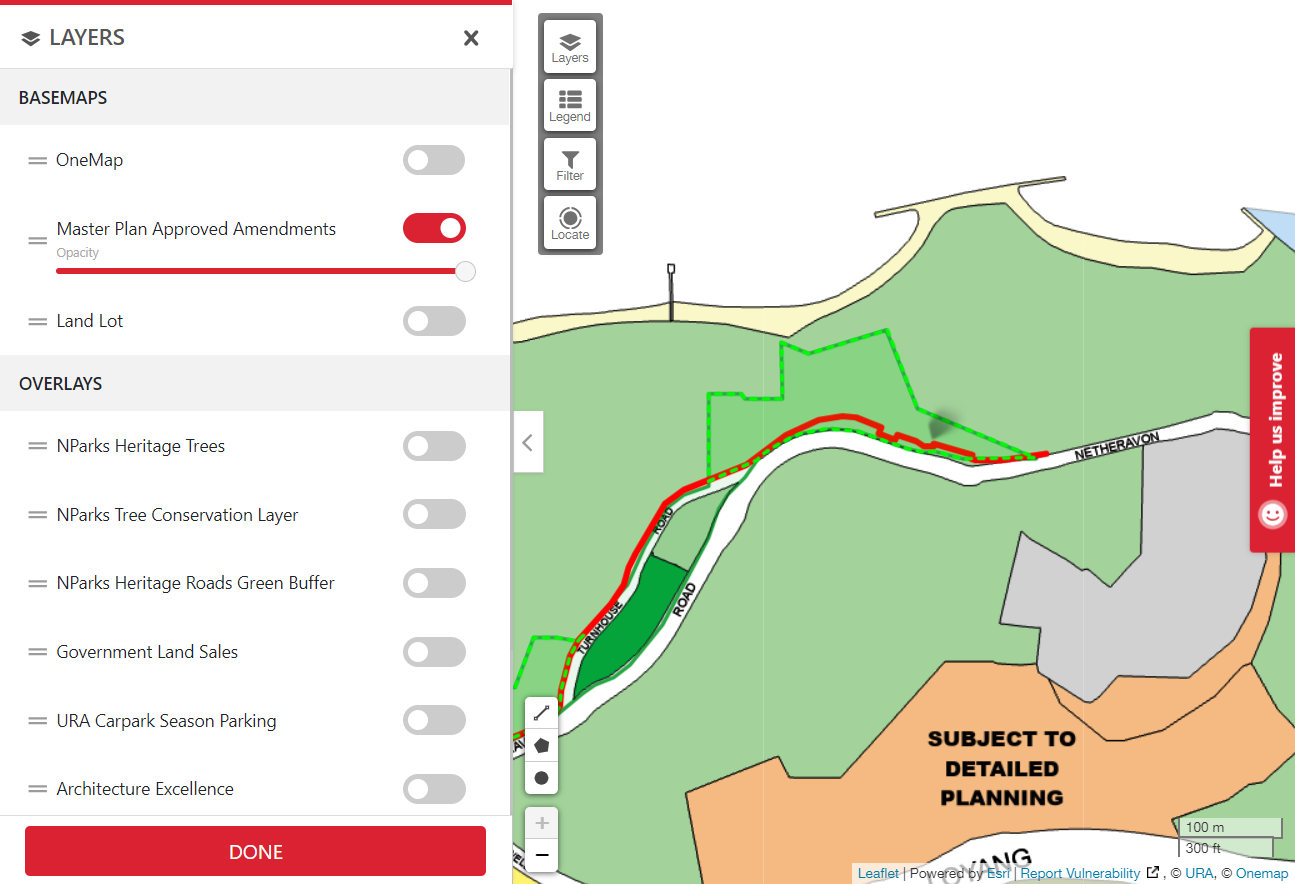 LAYERS
BASEMAPS
OneMap
Master Plan Approved Amendments
Opacity
Land Lot
OVERLAYS
NParks Heritage Trees
NParks Tree Conservation Layer
NParks Heritage Roads Green Buffer
Government Land Sales
URA Carpark Season Parking
Architecture Excellence
DONE
Layers
Legend
Filter
Locate
Help us improve
NETHERAVON
ROAD
TURNHOUSE
ROAD
SUBJECT TO
DETAILED
PLANNING
LOYANG
100 m
300 ft
Leaflet | Powered by Esri | Report Vulnerability , © URA, © Onemap